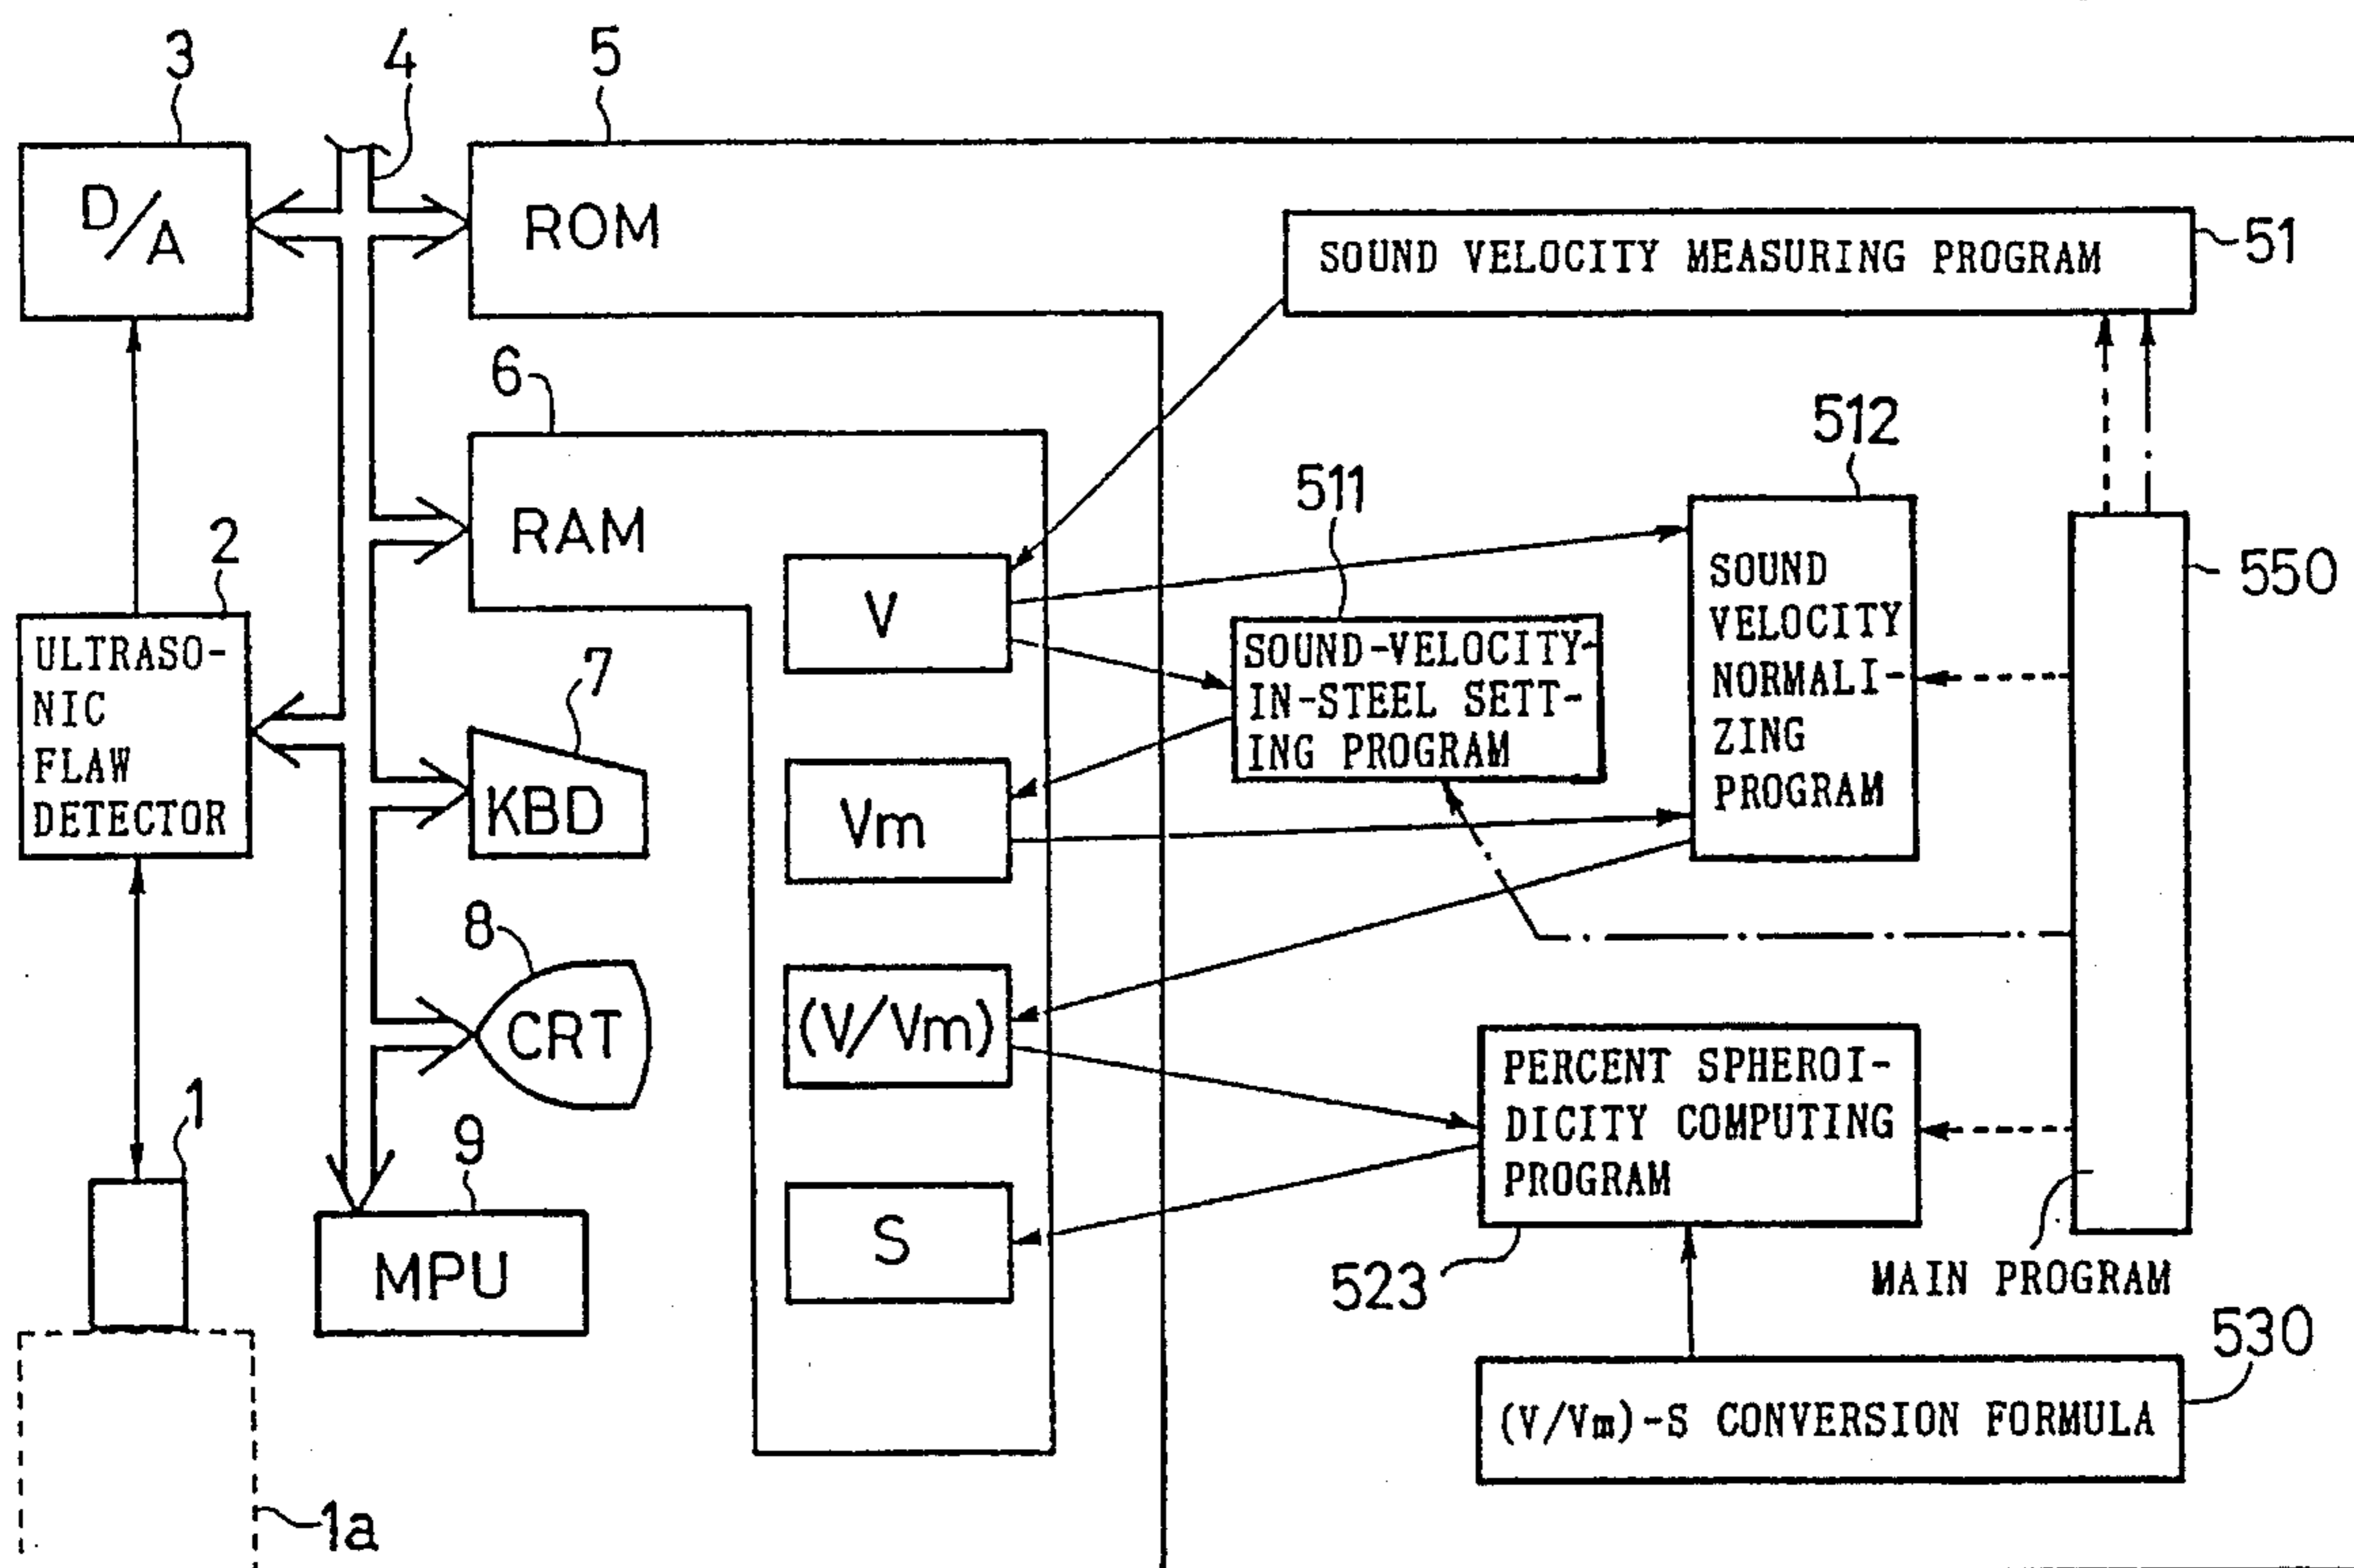 3
4
5
D/A
ROM
SOUND VELOCITY MEASURING PROGRAM
51
6
512
511
RAM
2
V
SOUND
VELOCITY
NORMALI-
ZING
PROGRAM
550
ULTRASO-
NIC
FLAW
DETECTOR
SOUND-VELOCITY-
IN-STEEL SETT-
ING PROGRAM
7
KBD
Vm
8
CRT
(V/Vm)
PERCENT SPHEROI-
DICITY COMPUTING
PROGRAM
1
9
MPU
S
523
MAIN PROGRAM
530
(V/Vm)-S CONVERSION FORMULA
1a